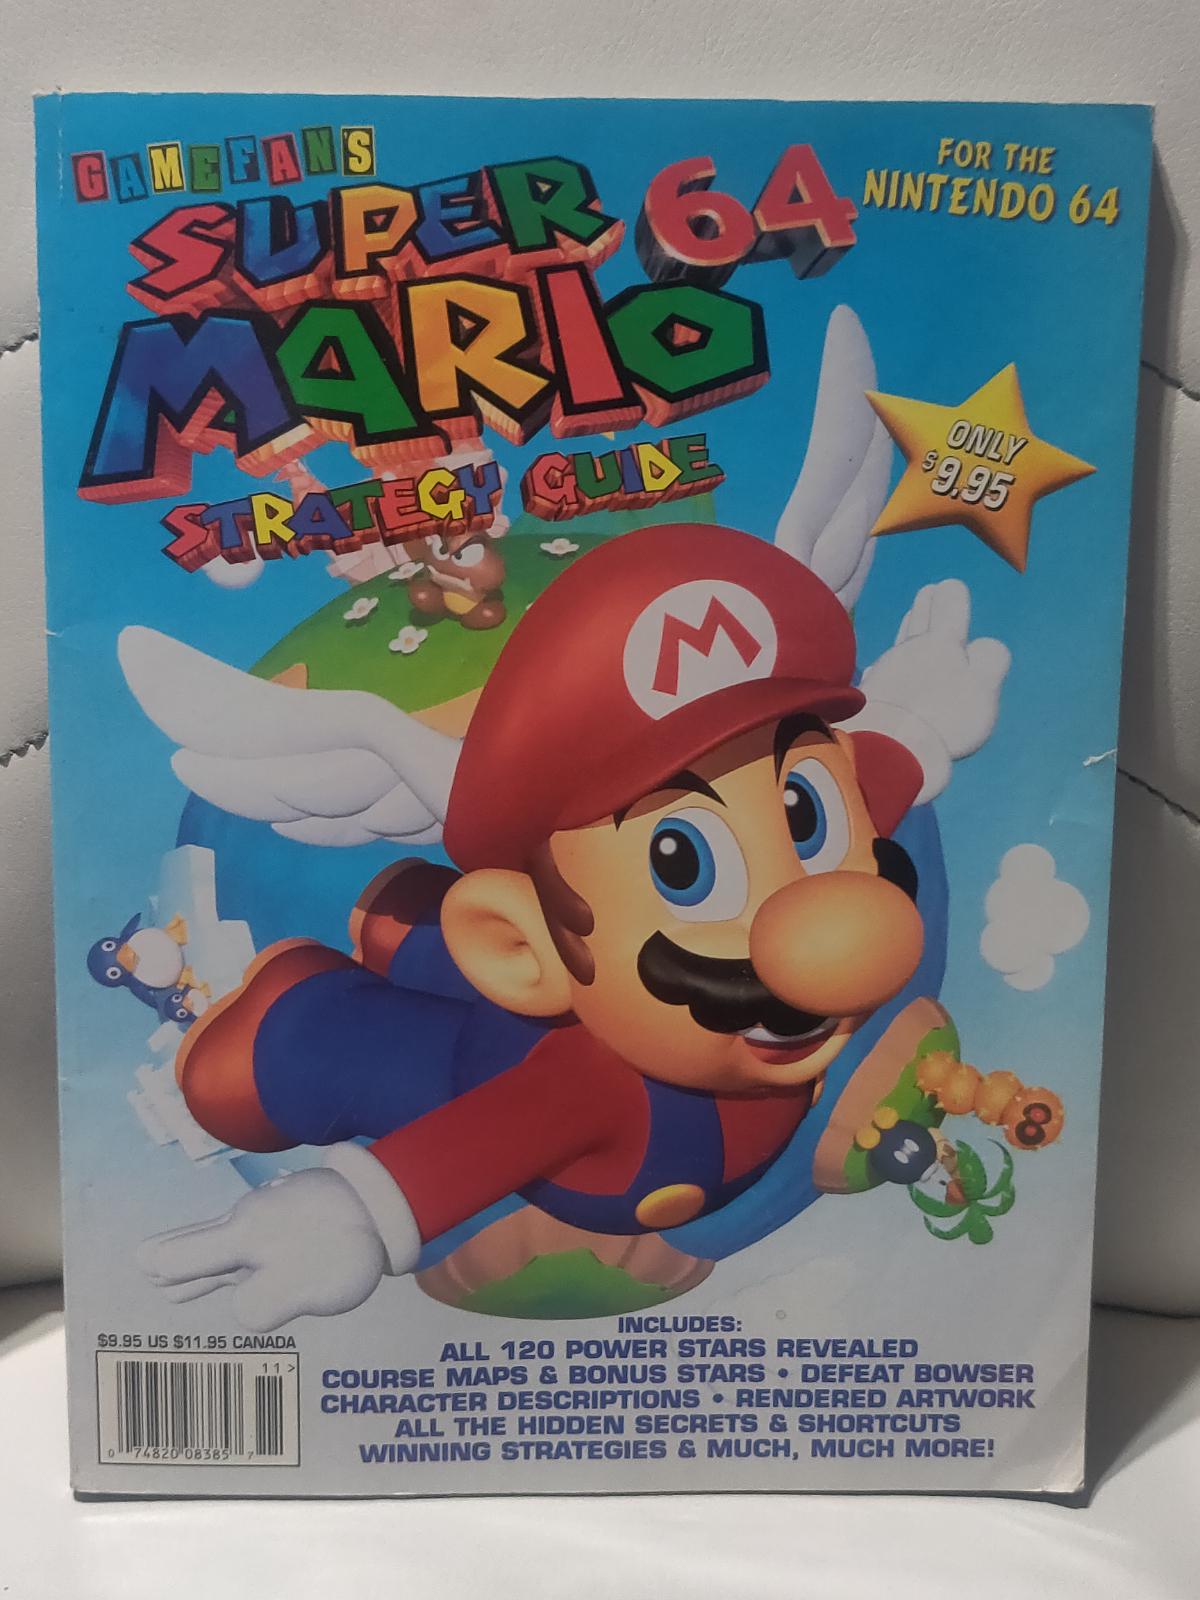 GAMEFAN'S
SUPER MARIO 64
STRATEGY GUIDE
FOR THE
NINTENDO 64
ONLY
$9.95
M
8
$9.95 US $11.95 CANADA
11>
0 74820 08385 7
INCLUDES:
ALL 120 POWER STARS REVEALED
COURSE MAPS & BONUS STARS • DEFEAT BOWSER
CHARACTER DESCRIPTIONS • RENDERED ARTWORK
ALL THE HIDDEN SECRETS & SHORTCUTS
WINNING STRATEGIES & MUCH, MUCH MORE!